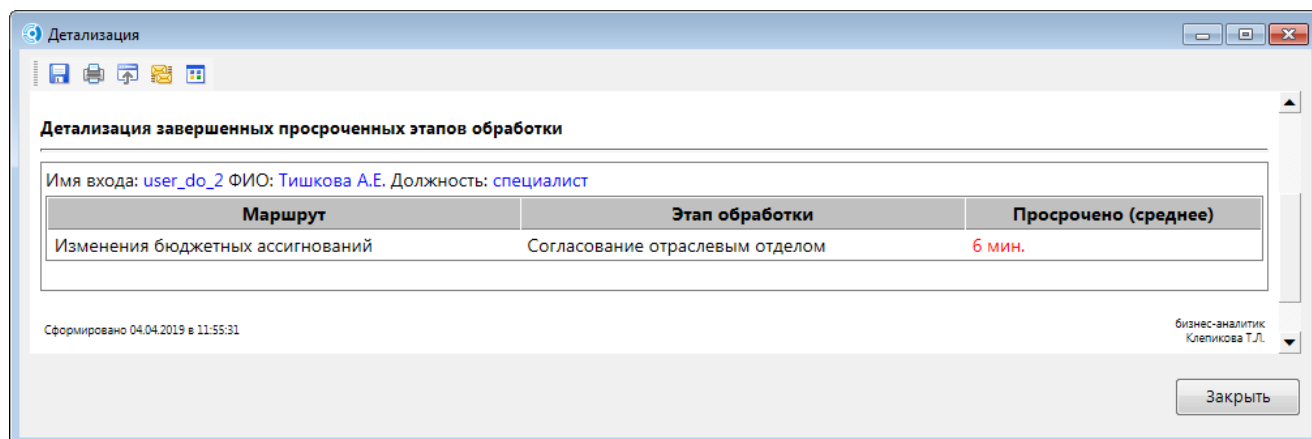 Детализация
Детализация завершенных просроченных этапов обработки
Имя входа: user_do_2 ФИО: Тишкова А.Е. Должность: специалист
Маршрут Этап обработки Просрочено (среднее)
Изменения бюджетных ассигнований Согласование отраслевым отделом 6 мин.
Сформировано 04.04.2019 в 11:55:31
бизнес-аналитик
Клепикова Т.Л.
Закрыть